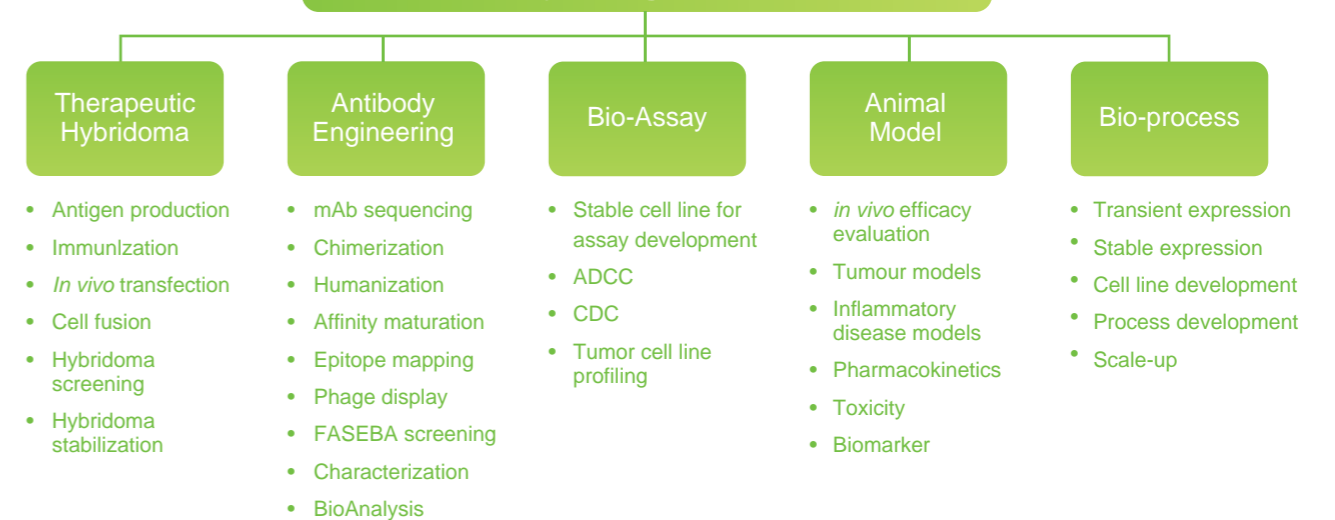 Therapeutic
Hybridoma
Antibody
Engineering
Bio-Assay
Animal
Model
Bio-process
• Antigen production
• Immunlzation
• In vivo transfection
• Cell fusion
• Hybridoma
screening
• Hybridoma
stabilization
• mAb sequencing
• Chimerization
• Humanization
• Affinity maturation
• Epitope mapping
• Phage display
• FASEBA screening
• Characterization
• BioAnalysis
• Stable cell line for
assay development
• ADCC
• CDC
• Tumor cell line
profiling
• in vivo efficacy
evaluation
• Tumour models
• Inflammatory
disease models
• Pharmacokinetics
• Toxicity
• Biomarker
• Transient expression
• Stable expression
• Cell line development
• Process development
• Scale-up